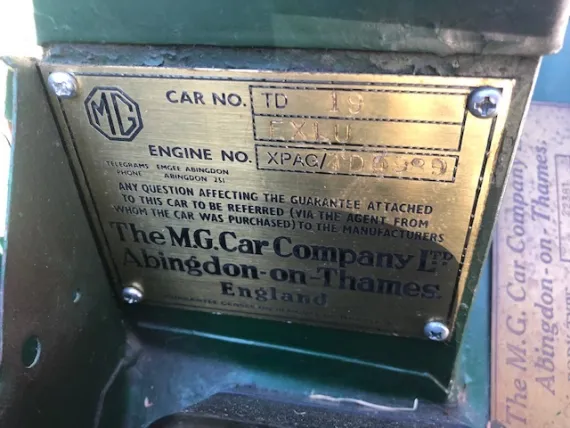 MG
CAR NO. TD 19
EXLU
ENGINE NO. XPAG/
TELEGRAMS EMGEE ABINGDON
PHONE ABINGDON 251
ANY QUESTION AFFECTING THE GUARANTEE ATTACHED
TO THIS CAR TO BE REFERRED (VIA THE AGENT FROM
WHOM THE CAR WAS PURCHASED) TO THE MANUFACTURERS
The M.G. Car Company LTD
Abingdon-on-Thames.
England
The M.G. Car Company
Abingdon-on-Thames.